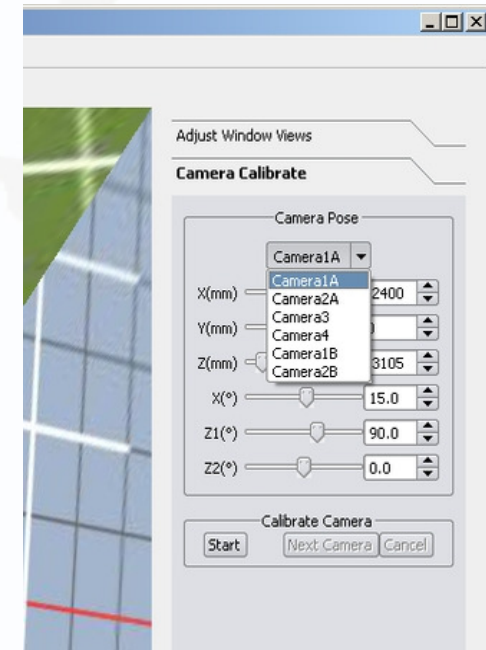 Adjust Window Views
Camera Calibrate
Camera Pose
Camera1A
Camera1A
Camera2A
Camera3
Camera4
Camera1B
Camera2B
X(mm) 2400
Y(mm)
Z(mm) 3105
X(°) 15.0
Z1(°) 90.0
Z2(°) 0.0
Calibrate Camera
Start Next Camera Cancel